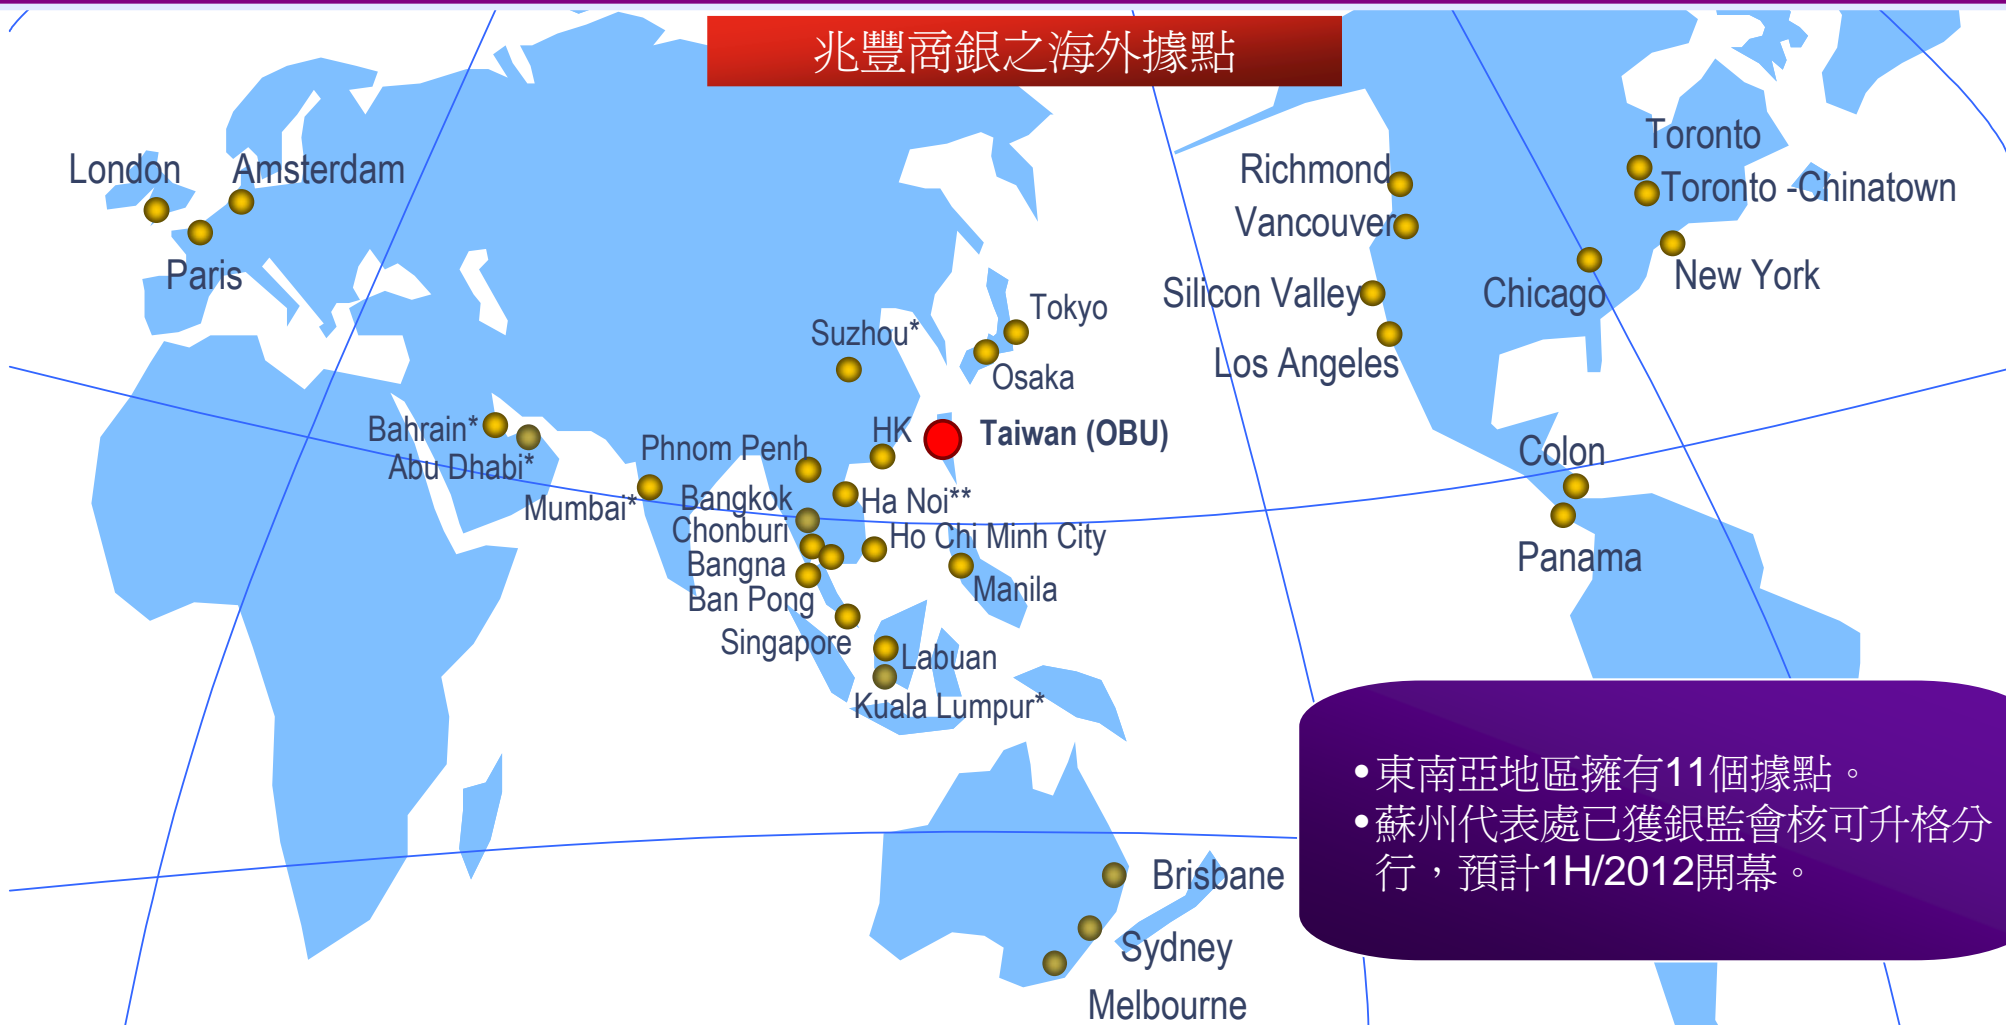 兆豐商銀之海外據點
London
Amsterdam
Paris
Toronto
Toronto -Chinatown
Richmond
Vancouver
New York
Silicon Valley
Chicago
Los Angeles
Tokyo
Suzhou*
Osaka
Bahrain*
Abu Dhabi*
Mumbai*
HK
Taiwan (OBU)
Phnom Penh
Bangkok
Ha Noi**
Chonburi
Ho Chi Minh City
Bangna
Manila
Ban Pong
Singapore
Labuan
Kuala Lumpur*
Colon
Panama
•東南亞地區擁有11個據點。
•蘇州代表處已獲銀監會核可升格分
行，預計1H/2012開幕。
Brisbane
Sydney
Melbourne